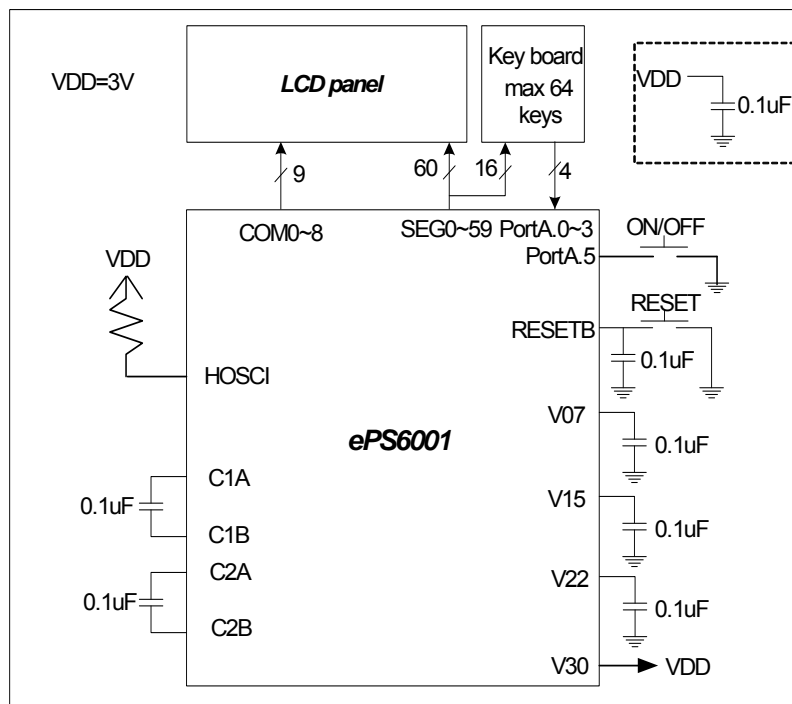 VDD=3V
LCD panel
Key board
max 64
keys
VDD
0.1uF
9
60
16
4
COM0~8
SEG0~59
PortA.0~3
PortA.5
ON/OFF
VDD
RESET
RESETB
0.1uF
HOSCI
ePS6001
V07
0.1uF
C1A
0.1uF
C1B
V15
0.1uF
C2A
0.1uF
C2B
V22
0.1uF
V30
VDD